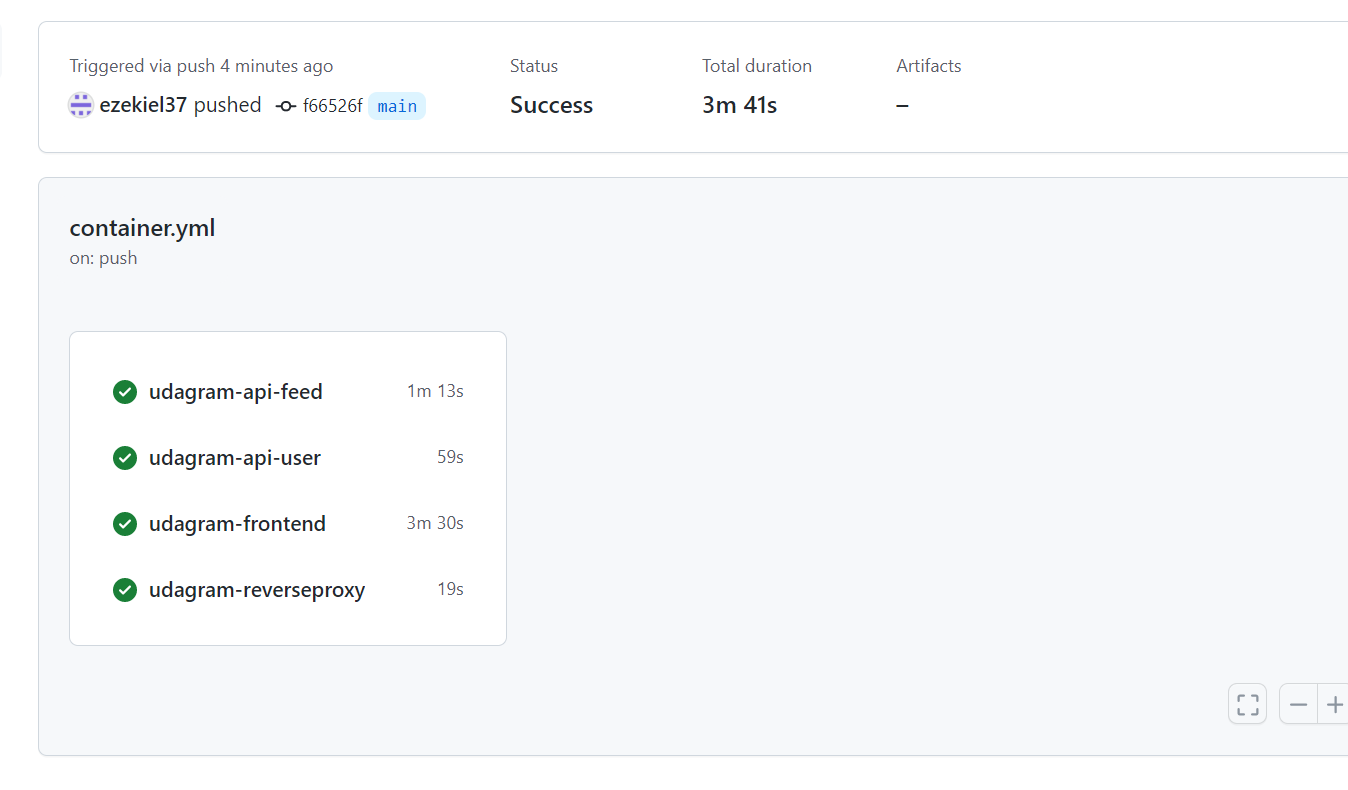 Triggered via push 4 minutes ago
ezekiel37 pushed f66526f main
Status
Success
Total duration
3m 41s
Artifacts
–
container.yml
on: push
udagram-api-feed 1m 13s
udagram-api-user 59s
udagram-frontend 3m 30s
udagram-reverseproxy 19s